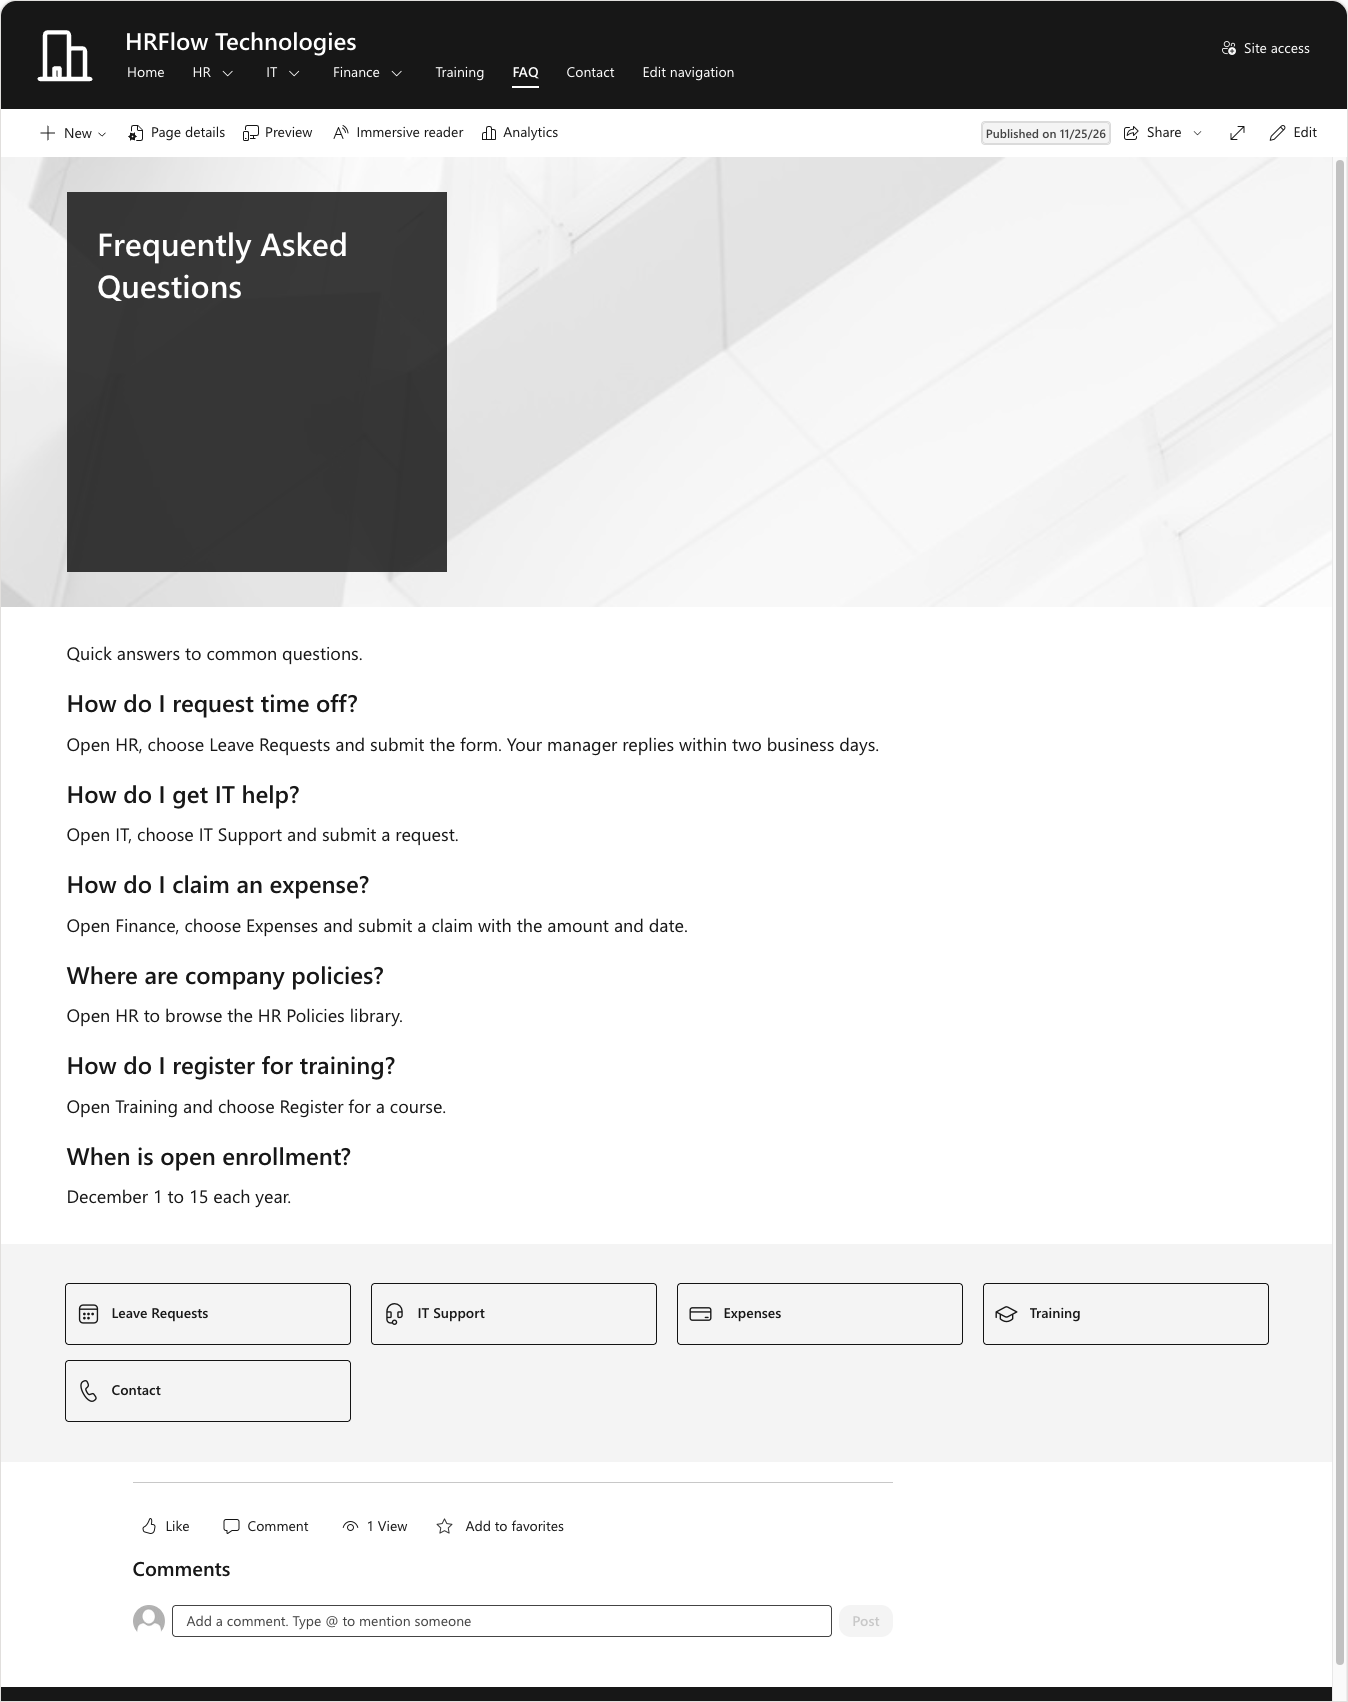 HRFlow Technologies
Home HR IT Finance Training FAQ Contact Edit navigation
Site access
New Page details Preview Immersive reader Analytics
Published on 11/25/26 Share Edit
Frequently Asked
Questions
Quick answers to common questions.
How do I request time off?
Open HR, choose Leave Requests and submit the form. Your manager replies within two business days.
How do I get IT help?
Open IT, choose IT Support and submit a request.
How do I claim an expense?
Open Finance, choose Expenses and submit a claim with the amount and date.
Where are company policies?
Open HR to browse the HR Policies library.
How do I register for training?
Open Training and choose Register for a course.
When is open enrollment?
December 1 to 15 each year.
Leave Requests IT Support Expenses Training
Contact
Like Comment 1 View Add to favorites
Comments
Add a comment. Type @ to mention someone Post